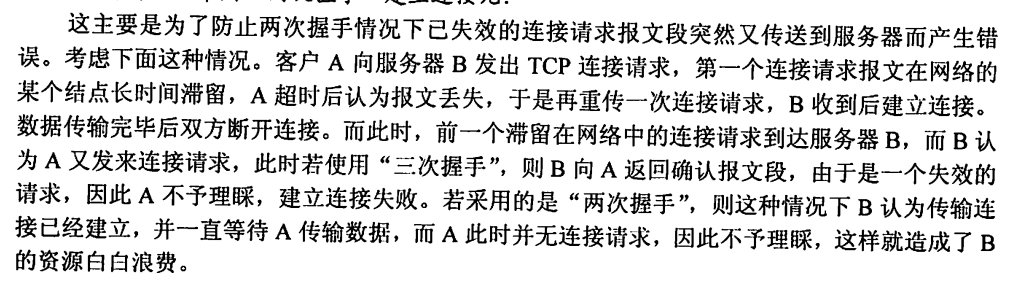 这主要是为了防止两次握手情况下已失效的连接请求报文段突然又传送到服务器而产生错
误。考虑下面这种情况。客户 A 向服务器 B 发出 TCP 连接请求，第一个连接请求报文在网络的
某个结点长时间滞留，A 超时后认为报文丢失，于是再重传一次连接请求，B 收到后建立连接。
数据传输完毕后双方断开连接。而此时，前一个滞留在网络中的连接请求到达服务器 B，而 B 认
为 A 又发来连接请求，此时若使用“三次握手”，则 B 向 A 返回确认报文段，由于是一个失效的
请求，因此 A 不予理睬，建立连接失败。若采用的是“两次握手”，则这种情况下 B 认为传输连
接已经建立，并一直等待 A 传输数据，而 A 此时并无连接请求，因此不予理睬，这样就造成了 B
的资源白白浪费。